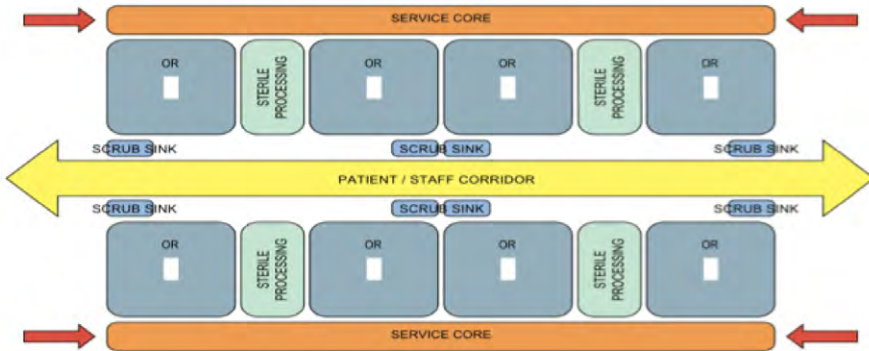 SERVICE CORE
OR
STERILE
PROCESSING
OR
OR
STERILE
PROCESSING
OR
SCRUB SINK
SCRUB SINK
SCRUB SINK
PATIENT / STAFF CORRIDOR
SCRUB SINK
SCRUB SINK
SCRUB SINK
OR
STERILE
PROCESSING
OR
OR
STERILE
PROCESSING
OR
SERVICE CORE